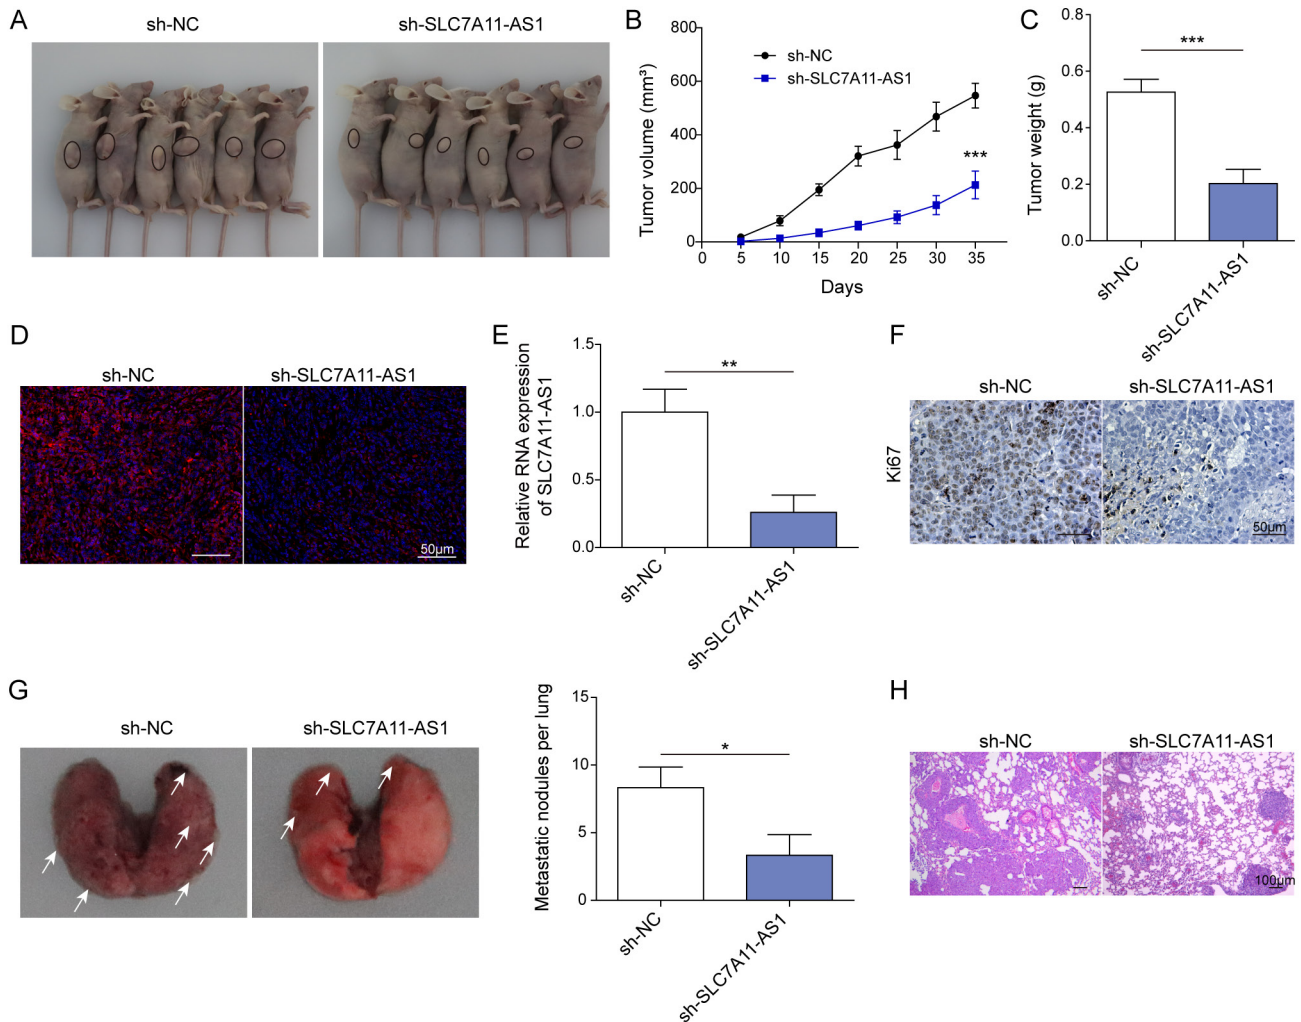 A
sh-NC
sh-SLC7A11-AS1
B
Tumor volume (mm³)
800
600
400
200
0
0
5
10
15
20
25
30
35
Days
sh-NC
sh-SLC7A11-AS1
***
C
Tumor weight (g)
0.8
0.6
0.4
0.2
0.0
***
sh-NC
sh-SLC7A11-AS1
D
sh-NC
sh-SLC7A11-AS1
50μm
E
Relative RNA expression
of SLC7A11-AS1
1.5
1.0
0.5
0.0
**
sh-NC
sh-SLC7A11-AS1
F
sh-NC
sh-SLC7A11-AS1
Ki67
50μm
G
sh-NC
sh-SLC7A11-AS1
Metastatic nodules per lung
15
10
5
0
*
sh-NC
sh-SLC7A11-AS1
H
sh-NC
sh-SLC7A11-AS1
100μm